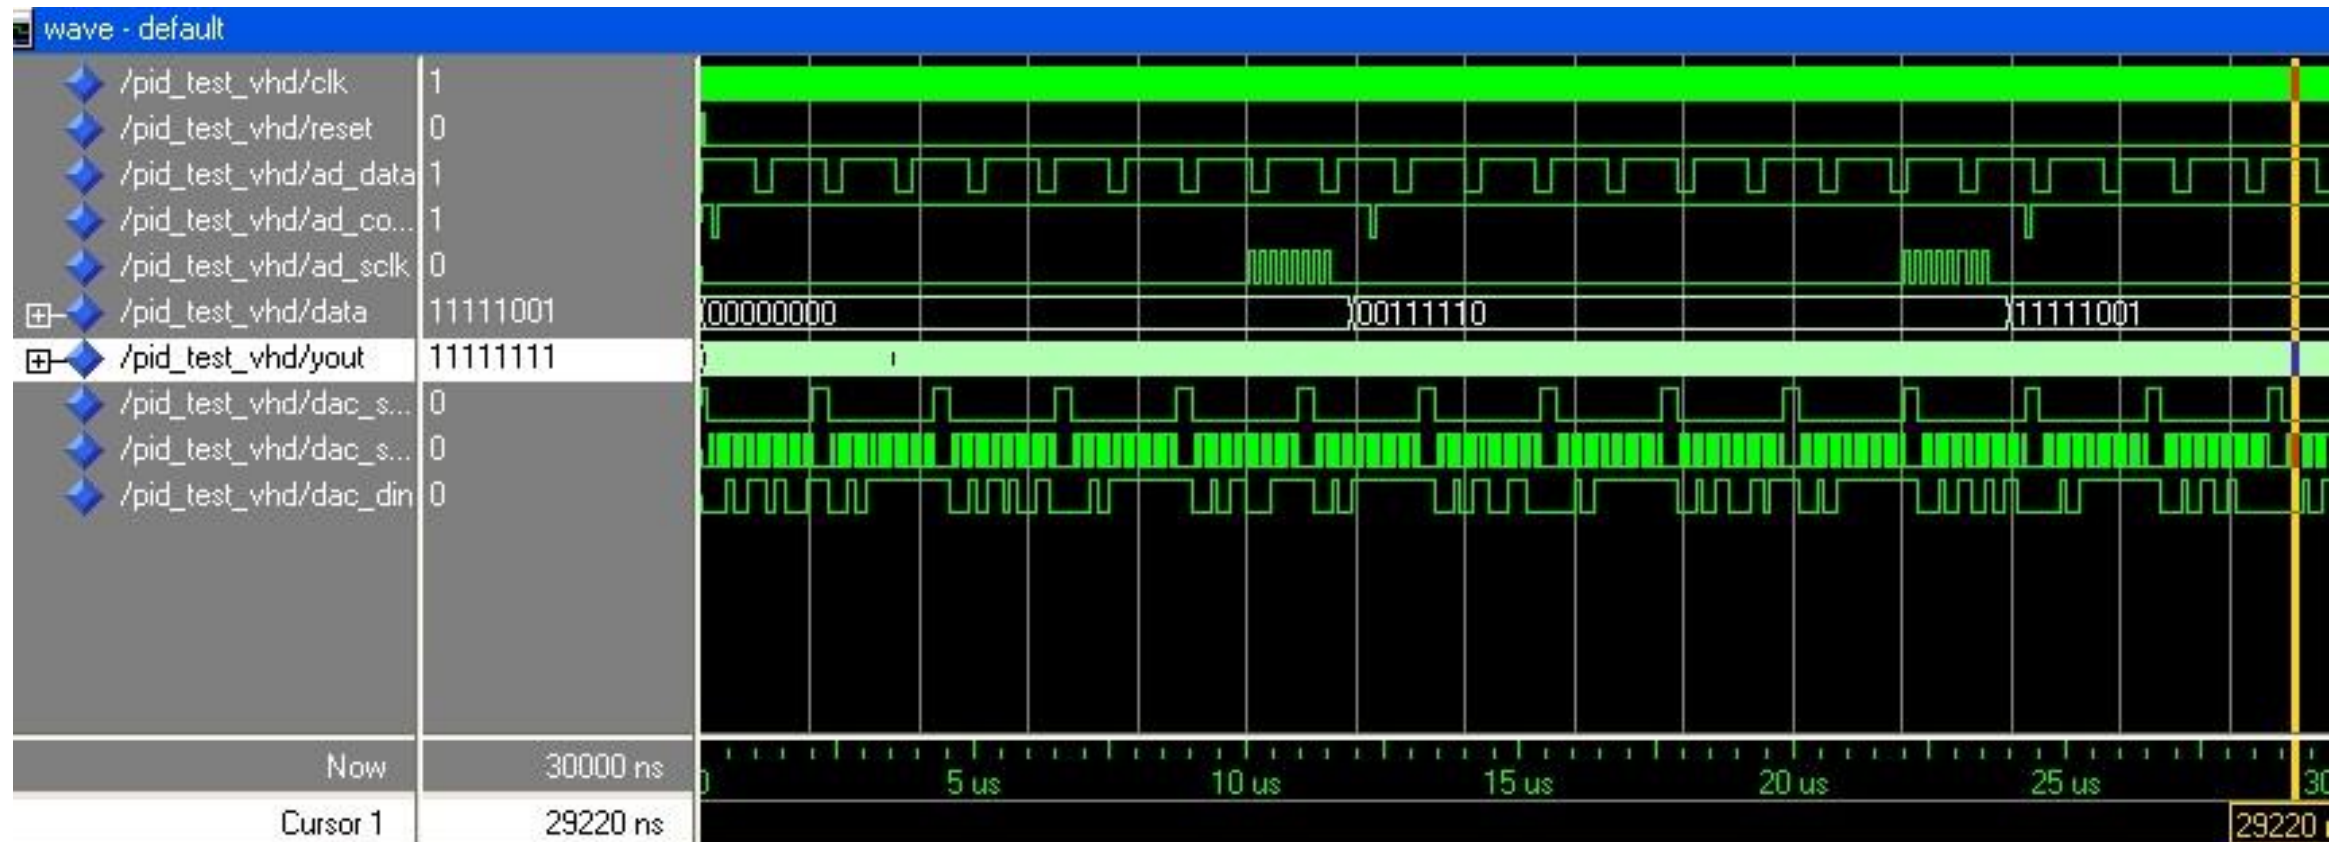 wave - default
/pid_test_vhd/clk 1
/pid_test_vhd/reset 0
/pid_test_vhd/ad_data 1
/pid_test_vhd/ad_co... 1
/pid_test_vhd/ad_sclk 0
/pid_test_vhd/data 11111001 00000000 00111110 11111001
/pid_test_vhd/yout 11111111
/pid_test_vhd/dac_s... 0
/pid_test_vhd/dac_s... 0
/pid_test_vhd/dac_din 0
Now 30000 ns 0 5 us 10 us 15 us 20 us 25 us 30
Cursor 1 29220 ns 29220